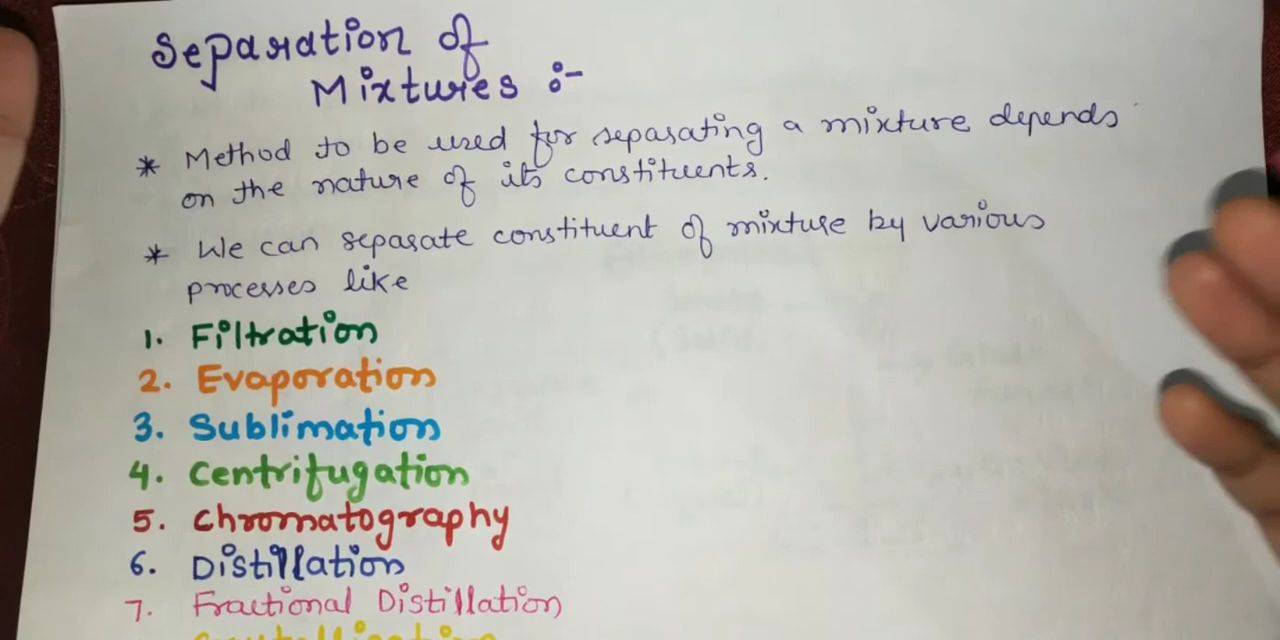 Separation of
Mixtures :-
* Method to be used for separating a mixture depends
on the nature of its constituents.
* We can separate constituent of mixture by various
processes like
1. Filtration
2. Evaporation
3. Sublimation
4. Centrifugation
5. Chromatography
6. Distillation
7. Fractional Distillation